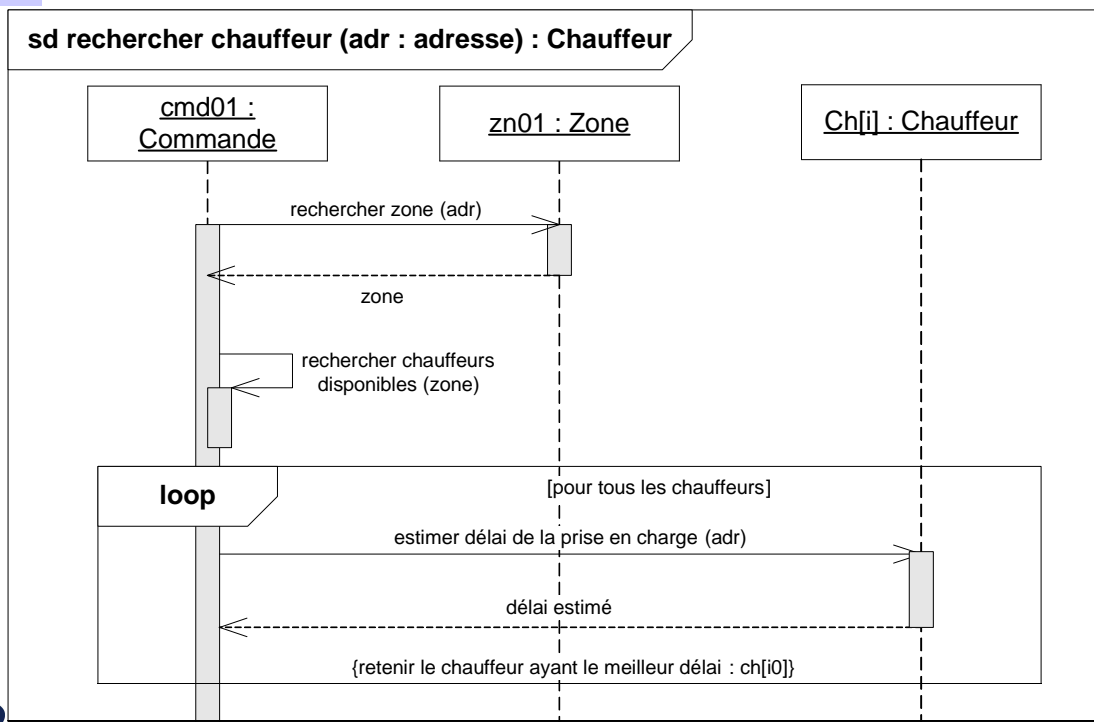 sd rechercher chauffeur (adr : adresse) : Chauffeur
cmd01 :
Commande
zn01 : Zone
Ch[i] : Chauffeur
rechercher zone (adr)
zone
rechercher chauffeurs
disponibles (zone)
loop
[pour tous les chauffeurs]
estimer délai de la prise en charge (adr)
délai estimé
{retenir le chauffeur ayant le meilleur délai : ch[i0]}